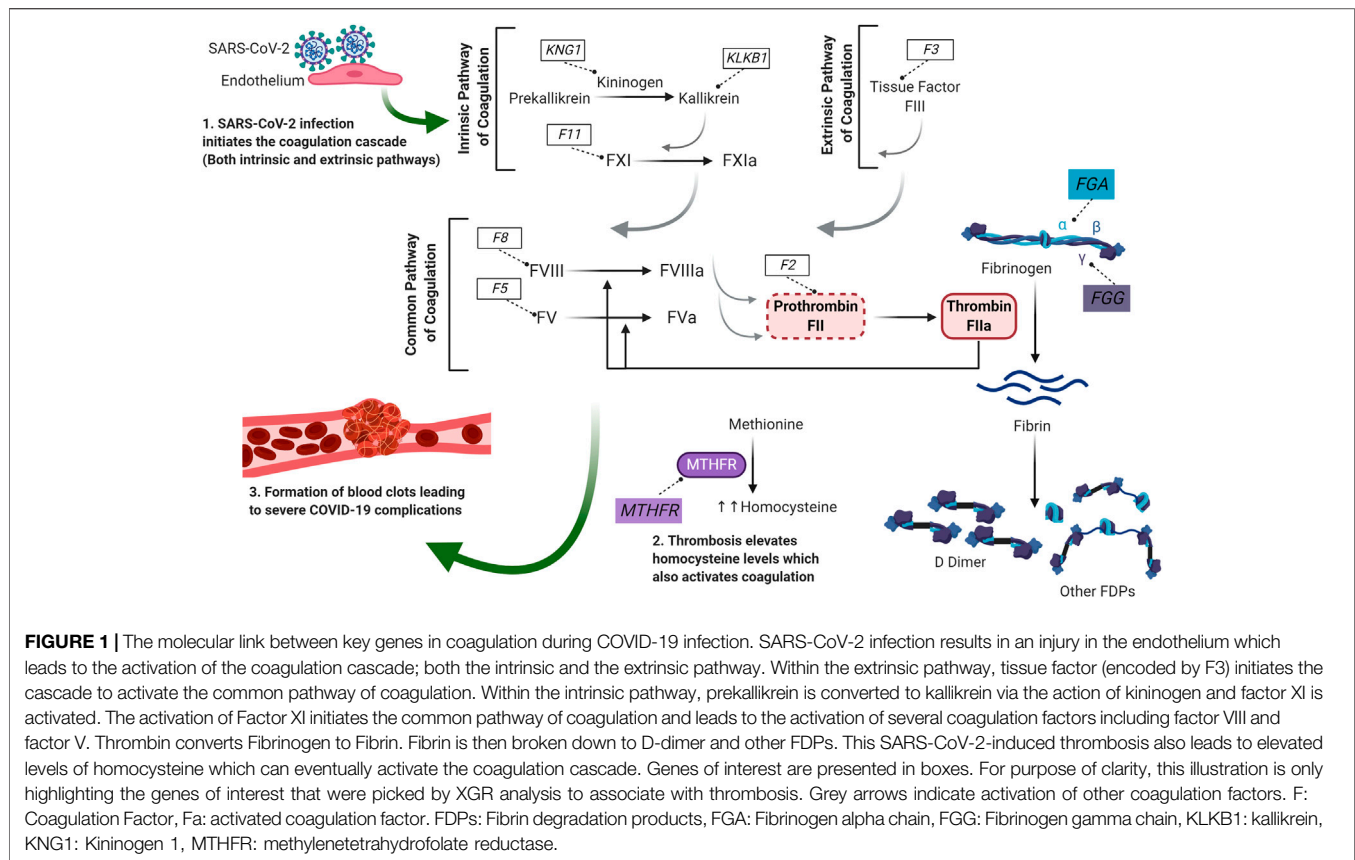 SARS-CoV-2
Endothelium
1. SARS-CoV-2 infection
initiates the coagulation cascade
(Both intrinsic and extrinsic pathways)
Intrinsic Pathway
of Coagulation
KNG1
KLKB1
Kininogen
Prekallikrein
Kallikrein
F11
FXI
FXIa
Extrinsic Pathway
of Coagulation
F3
Tissue Factor
FIII
FGA
α
β
γ
Fibrinogen
FGG
Common Pathway
of Coagulation
F8
FVIII
FVIIIa
F5
FV
FVa
F2
Prothrombin
FII
Thrombin
FIIa
Fibrin
Methionine
MTHFR
MTHFR
↑↑Homocysteine
2. Thrombosis elevates
homocysteine levels which
also activates coagulation
3. Formation of blood clots leading
to severe COVID-19 complications
D Dimer
Other FDPs
FIGURE 1 | The molecular link between key genes in coagulation during COVID-19 infection. SARS-CoV-2 infection results in an injury in the endothelium which
leads to the activation of the coagulation cascade; both the intrinsic and the extrinsic pathway. Within the extrinsic pathway, tissue factor (encoded by F3) initiates the
cascade to activate the common pathway of coagulation. Within the intrinsic pathway, prekallikrein is converted to kallikrein via the action of kininogen and factor XI is
activated. The activation of Factor XI initiates the common pathway of coagulation and leads to the activation of several coagulation factors including factor VIII and
factor V. Thrombin converts Fibrinogen to Fibrin. Fibrin is then broken down to D-dimer and other FDPs. This SARS-CoV-2-induced thrombosis also leads to elevated
levels of homocysteine which can eventually activate the coagulation cascade. Genes of interest are presented in boxes. For purpose of clarity, this illustration is only
highlighting the genes of interest that were picked by XGR analysis to associate with thrombosis. Grey arrows indicate activation of other coagulation factors. F:
Coagulation Factor, Fa: activated coagulation factor. FDPs: Fibrin degradation products, FGA: Fibrinogen alpha chain, FGG: Fibrinogen gamma chain, KLKB1: kallikrein,
KNG1: Kininogen 1, MTHFR: methylenetetrahydrofolate reductase.